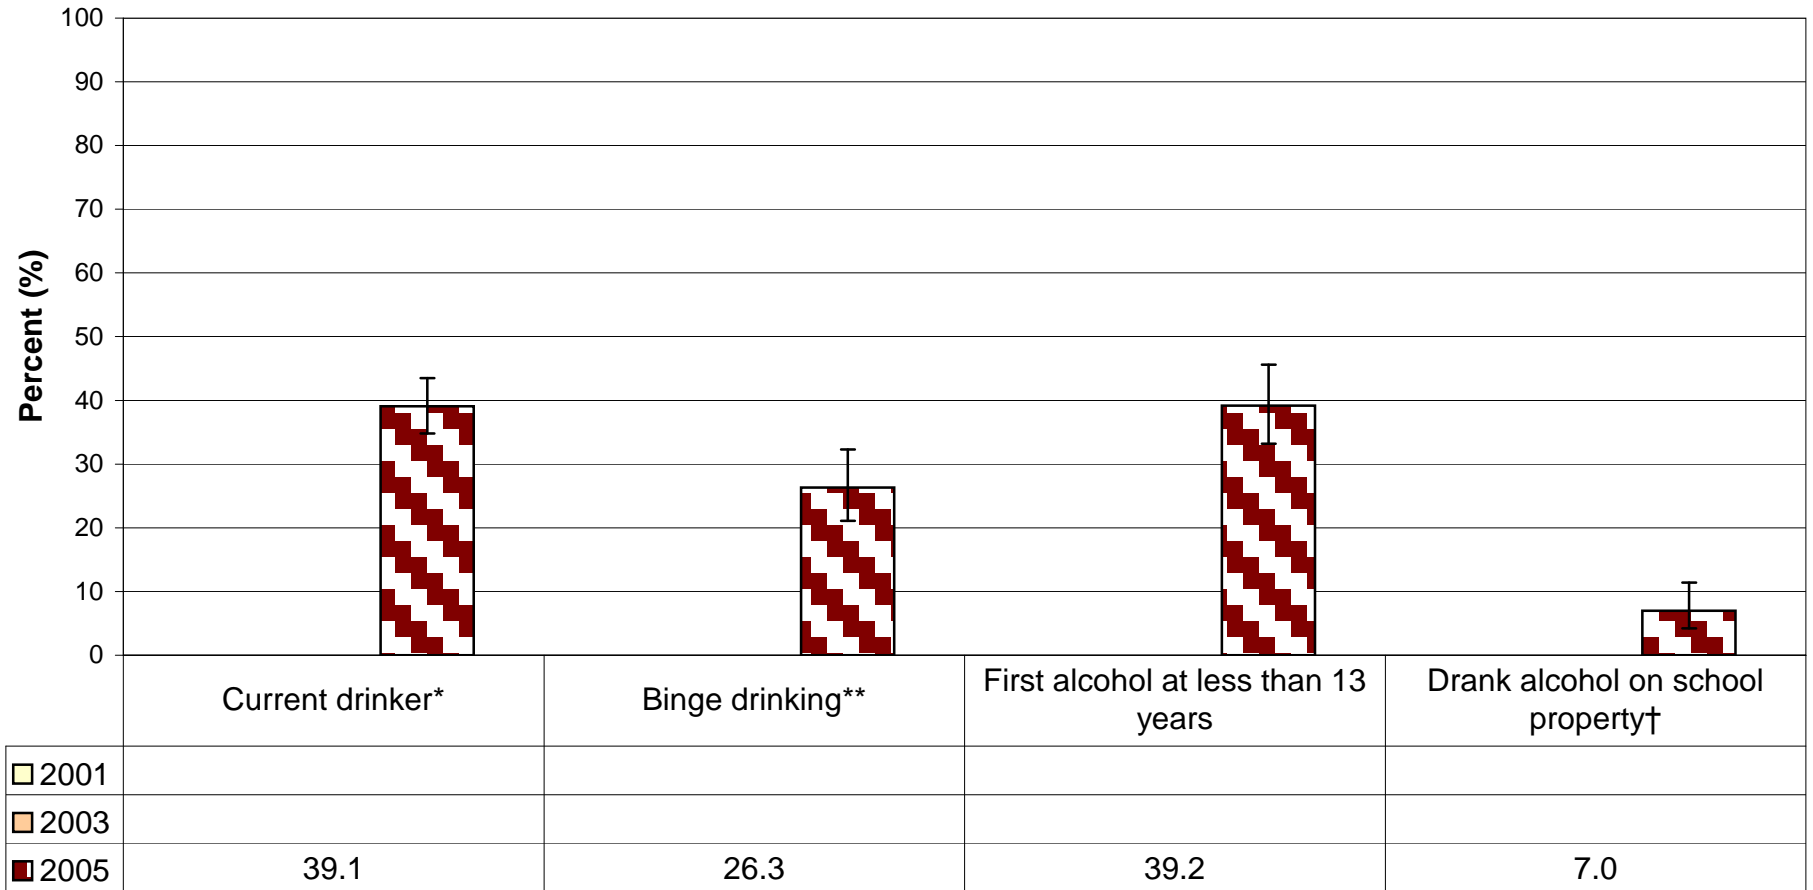 100
90
80
70
60
50
40
30
20
10
0
Percent (%)
Current drinker*
Binge drinking**
First alcohol at less than 13
years
Drank alcohol on school
property†
2001
2003
2005 39.1 26.3 39.2 7.0